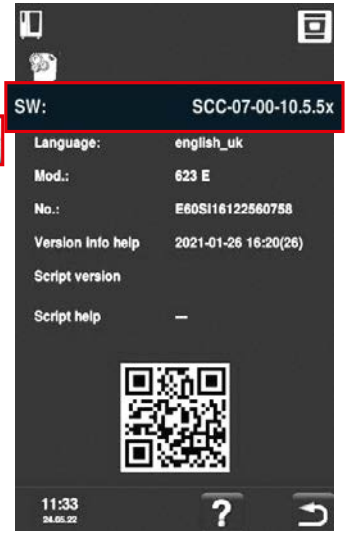 SW: SCC-07-00-10.5.5x
Language: english_uk
Mod.: 623 E
No.: E60SI16122560758
Version info help 2021-01-26 16:20(26)
Script version
Script help —
11:33
24.05.22
?